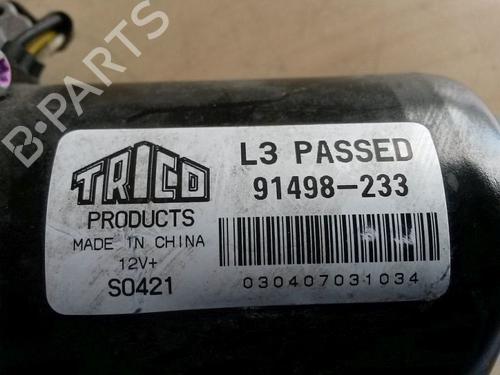 B-PARTS
TRICO
PRODUCTS
MADE IN CHINA
12V+
S0421
L3 PASSED
91498-233
030407031034